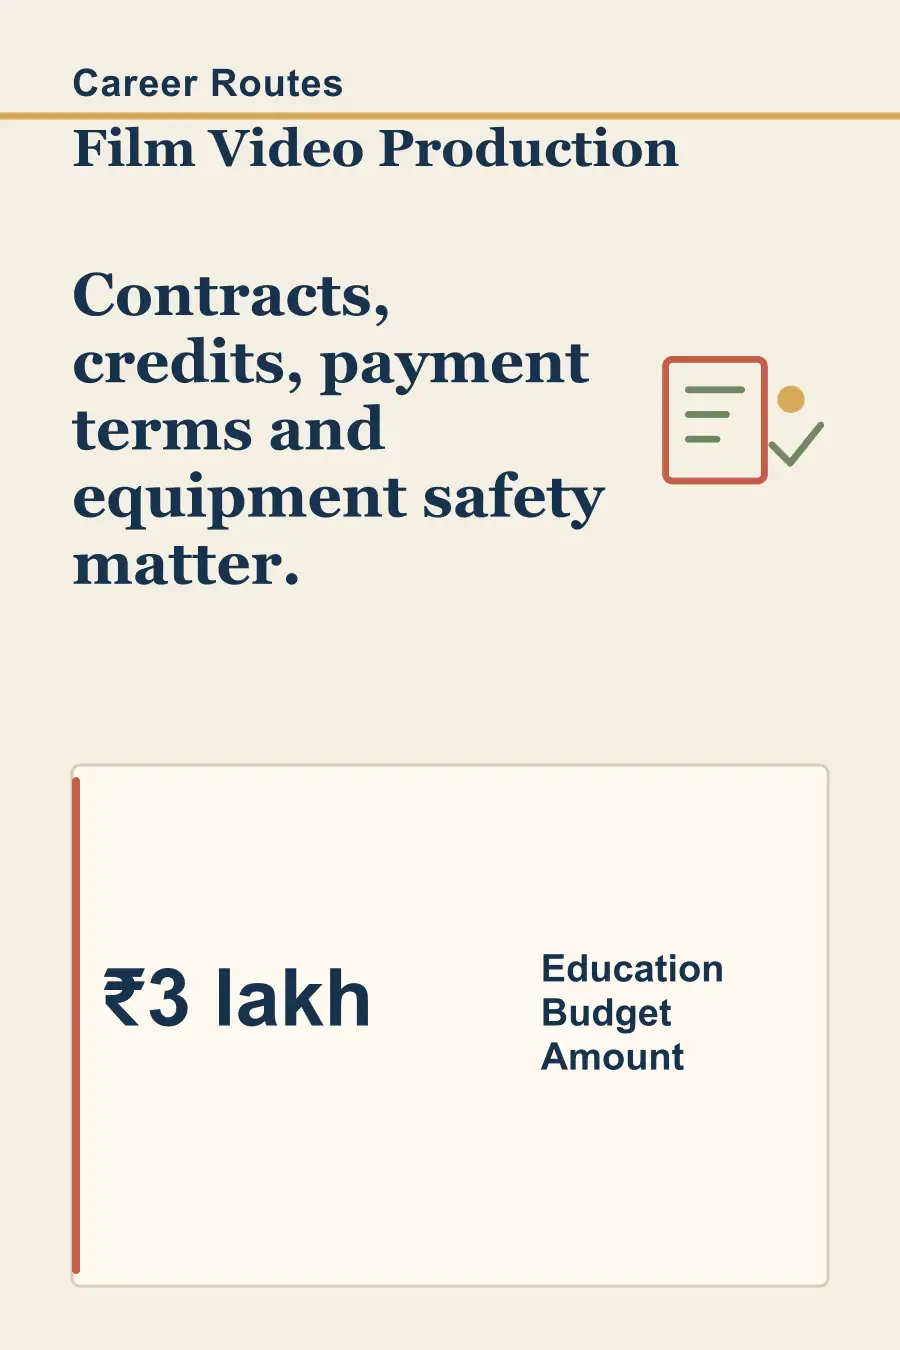 Career Routes
Film Video Production
Contracts,
credits, payment
terms and
equipment safety
matter.
₹3 lakh
Education
Budget
Amount